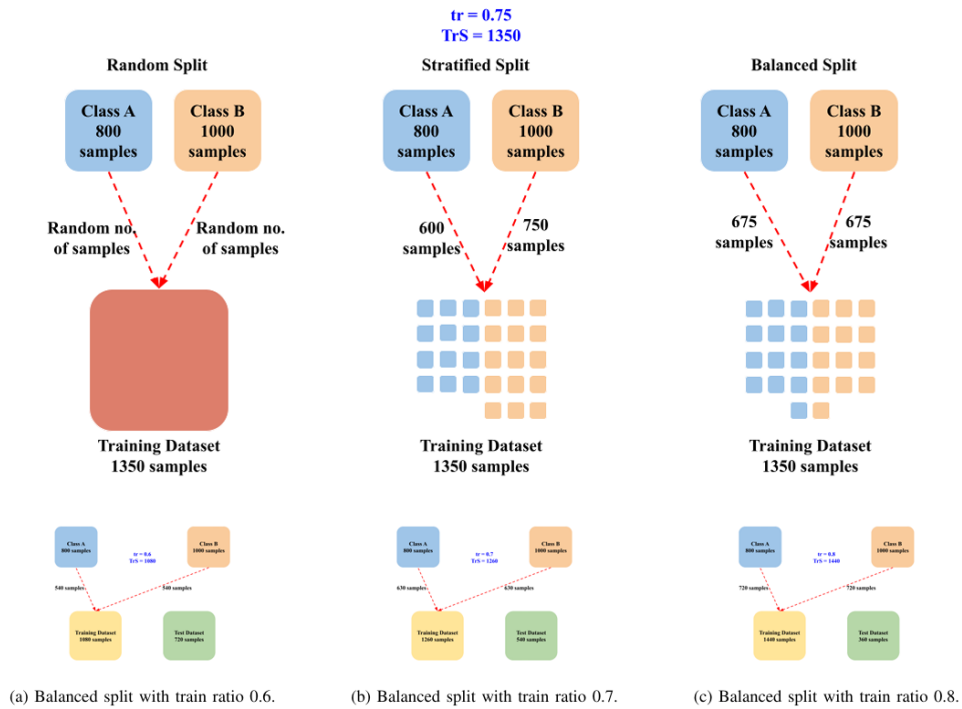 tr = 0.75
TrS = 1350
Random Split
Stratified Split
Balanced Split
Class A
800
samples
Class B
1000
samples
Class A
800
samples
Class B
1000
samples
Class A
800
samples
Class B
1000
samples
Random no.
of samples
Random no.
of samples
600
samples
750
samples
675
samples
675
samples
Training Dataset
1350 samples
Training Dataset
1350 samples
Training Dataset
1350 samples
Class A
800 samples
tr = 0.6
TrS = 1080
Class B
1000 samples
540 samples
540 samples
Training Dataset
1080 samples
Test Dataset
720 samples
Class A
800 samples
tr = 0.7
TrS = 1260
Class B
1000 samples
630 samples
630 samples
Training Dataset
1260 samples
Test Dataset
540 samples
Class A
800 samples
tr = 0.8
TrS = 1440
Class B
1000 samples
720 samples
720 samples
Training Dataset
1440 samples
Test Dataset
360 samples
(a) Balanced split with train ratio 0.6.
(b) Balanced split with train ratio 0.7.
(c) Balanced split with train ratio 0.8.